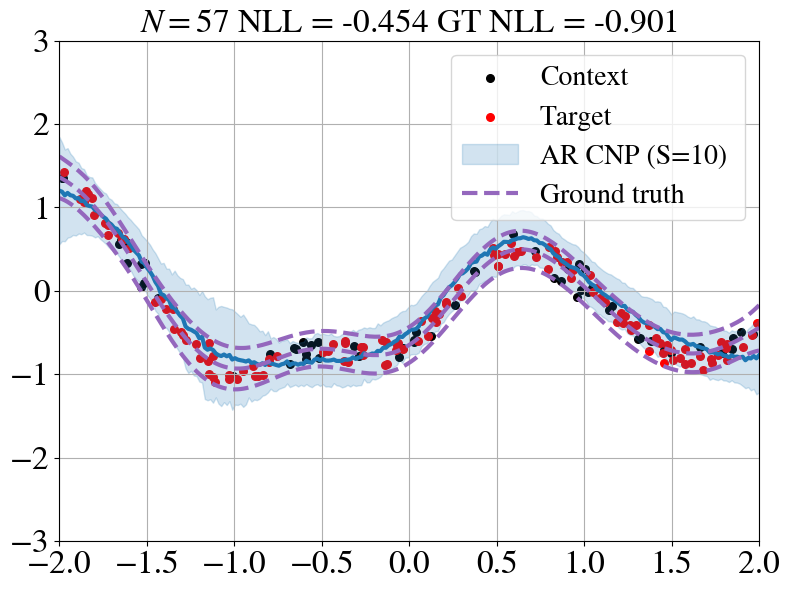 N = 57 NLL = -0.454 GT NLL = -0.901
3
2
1
0
−1
−2
−3
Context
Target
AR CNP (S=10)
Ground truth
−2.0 −1.5 −1.0 −0.5 0.0 0.5 1.0 1.5 2.0